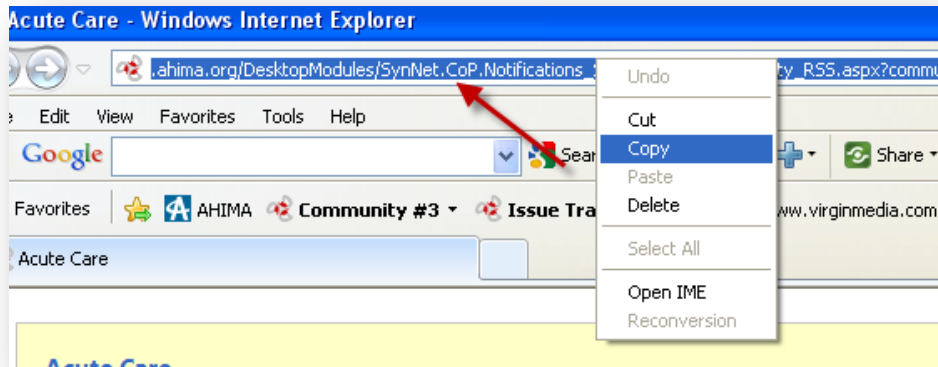 Acute Care - Windows Internet Explorer
.ahima.org/DesktopModules/SynNet.CoP.Notifications_ ty_RSS.aspx?commu
Undo
Cut
Copy
Paste
Delete
Select All
Open IME
Reconversion
Edit View Favorites Tools Help
Google Sear Share
Favorites AHIMA Community #3 Issue Tra ww.virginmedia.com
Acute Care
Acute Care